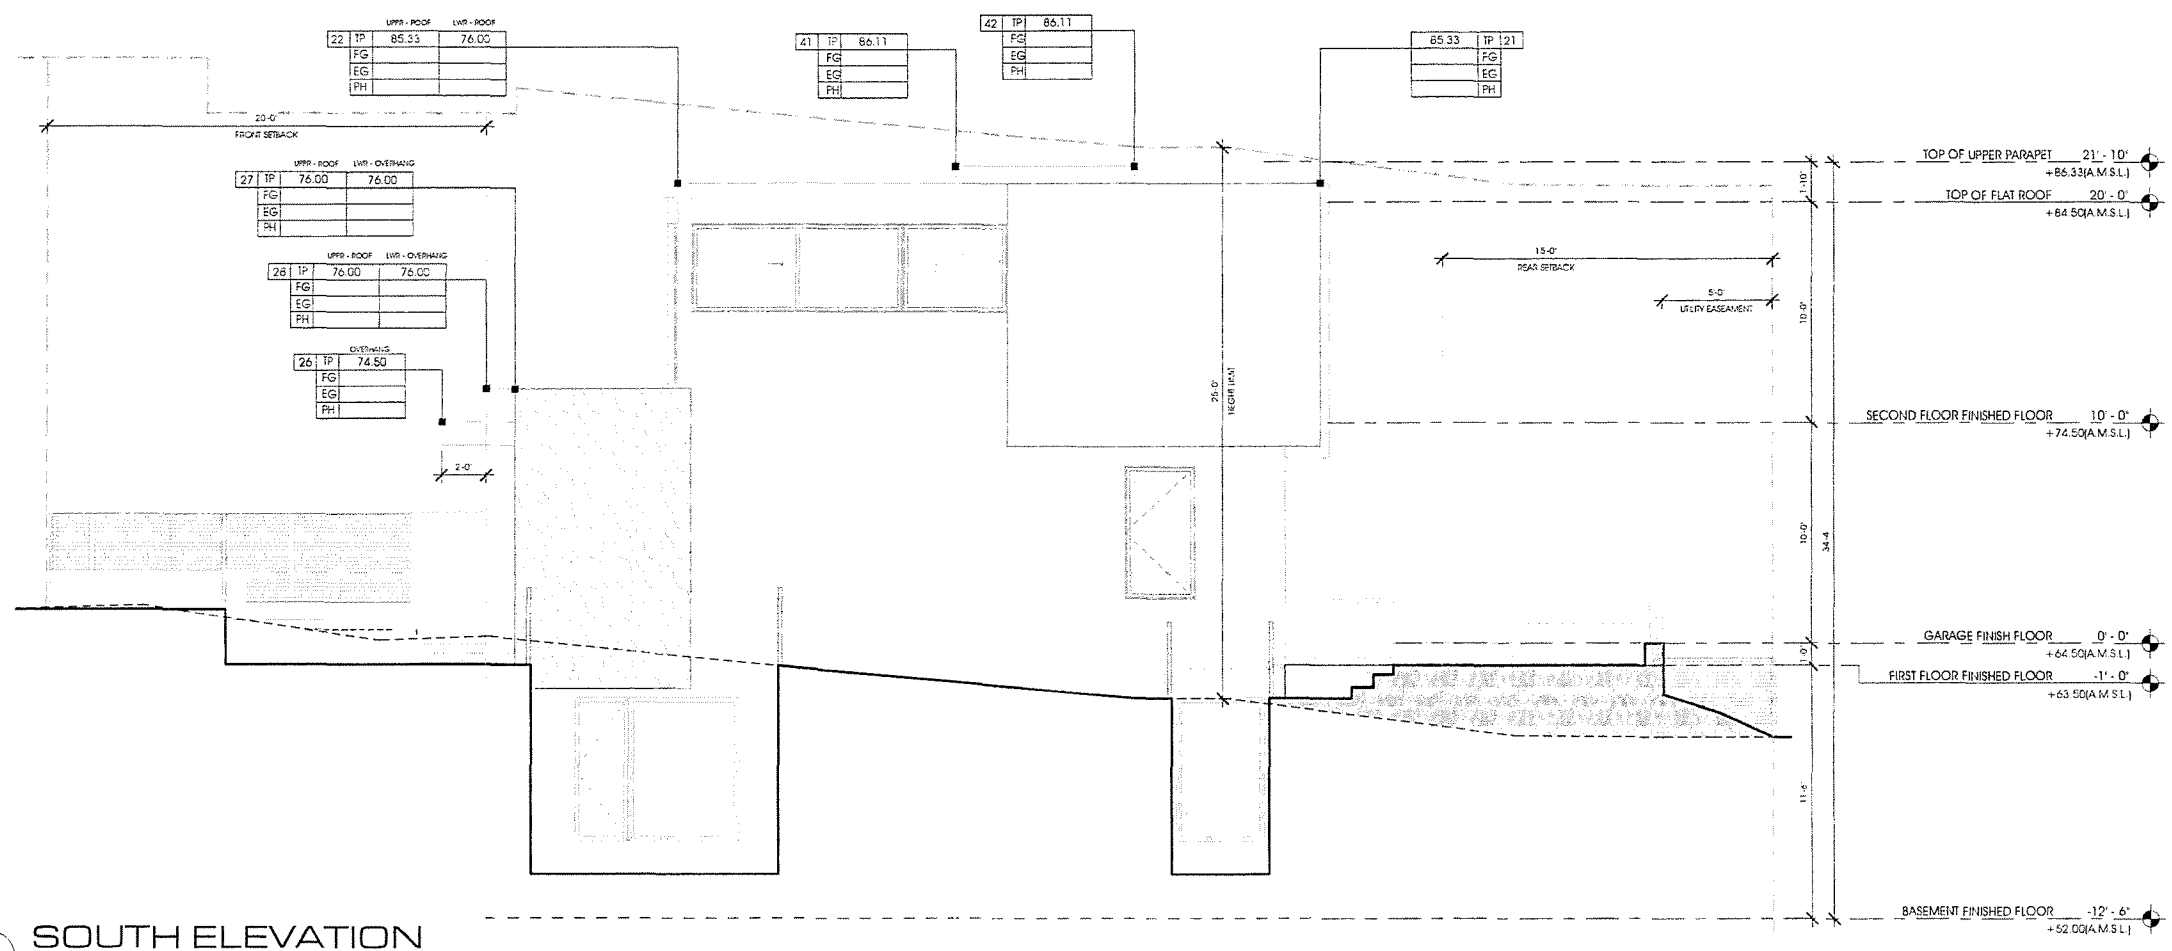 UPPR - ROOF LWR - ROOF
22 TP 85.33 76.00
FG
EG
PH
41 TP 86.11
FG
EG
PH
42 TP 86.11
FG
EG
PH
85.33 TP 21
FG
EG
PH
20'-0"
FRONT SETBACK
UPPR - ROOF LWR - OVERHANG
27 TP 76.00 76.00
FG
EG
PH
UPPR - ROOF LWR - OVERHANG
28 TP 76.00 76.00
FG
EG
PH
OVERHANG
26 TP 74.50
FG
EG
PH
2'-0"
25'-0"
HEIGHT LIMIT
15'-0"
REAR SETBACK
5'-0"
UTILITY EASEAMENT
1'-10"
10'-0"
10'-0"
34'-4
1'-0"
11'-6"
TOP OF UPPER PARAPET 21' - 10"
+86.33(A.M.S.L.)
TOP OF FLAT ROOF 20' - 0"
+84.50(A.M.S.L.)
SECOND FLOOR FINISHED FLOOR 10' - 0"
+74.50(A.M.S.L.)
GARAGE FINISH FLOOR 0' - 0"
+64.50(A.M.S.L.)
FIRST FLOOR FINISHED FLOOR -1' - 0"
+63.50(A.M.S.L.)
BASEMENT FINISHED FLOOR -12' - 6"
+52.00(A.M.S.L.)
SOUTH ELEVATION